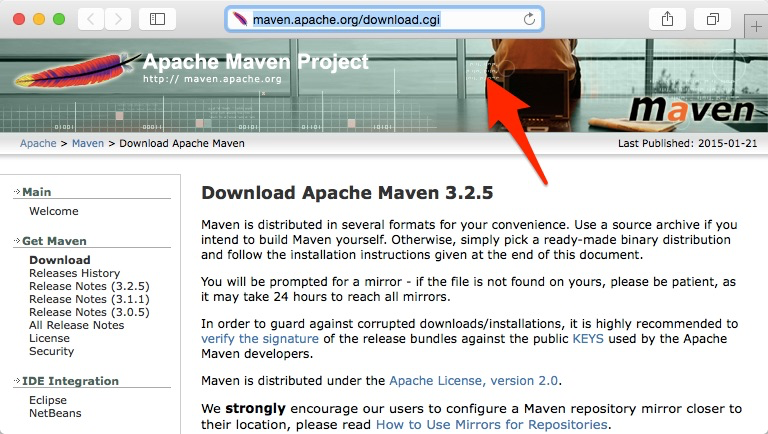 maven.apache.org/download.cgi
Apache Maven Project
http:// maven.apache.org
maven
01001
01011
Apache > Maven > Download Apache Maven
Last Published: 2015-01-21
Main
Welcome
Get Maven
Download
Releases History
Release Notes (3.2.5)
Release Notes (3.1.1)
Release Notes (3.0.5)
All Release Notes
License
Security
IDE Integration
Eclipse
NetBeans
Download Apache Maven 3.2.5
Maven is distributed in several formats for your convenience. Use a source archive if you
intend to build Maven yourself. Otherwise, simply pick a ready-made binary distribution
and follow the installation instructions given at the end of this document.
You will be prompted for a mirror - if the file is not found on yours, please be patient, as
it may take 24 hours to reach all mirrors.
In order to guard against corrupted downloads/installations, it is highly recommended to
verify the signature of the release bundles against the public KEYS used by the Apache
Maven developers.
Maven is distributed under the Apache License, version 2.0.
We strongly encourage our users to configure a Maven repository mirror closer to
their location, please read How to Use Mirrors for Repositories.